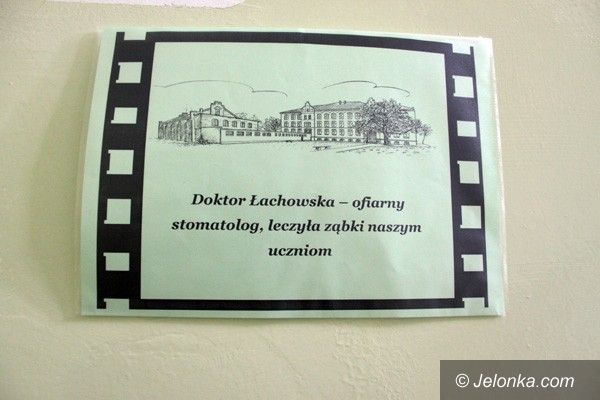 Doktor Łachowska – ofiarny
stomatolog, leczyła ząbki naszym
uczniom
© Jelonka.com